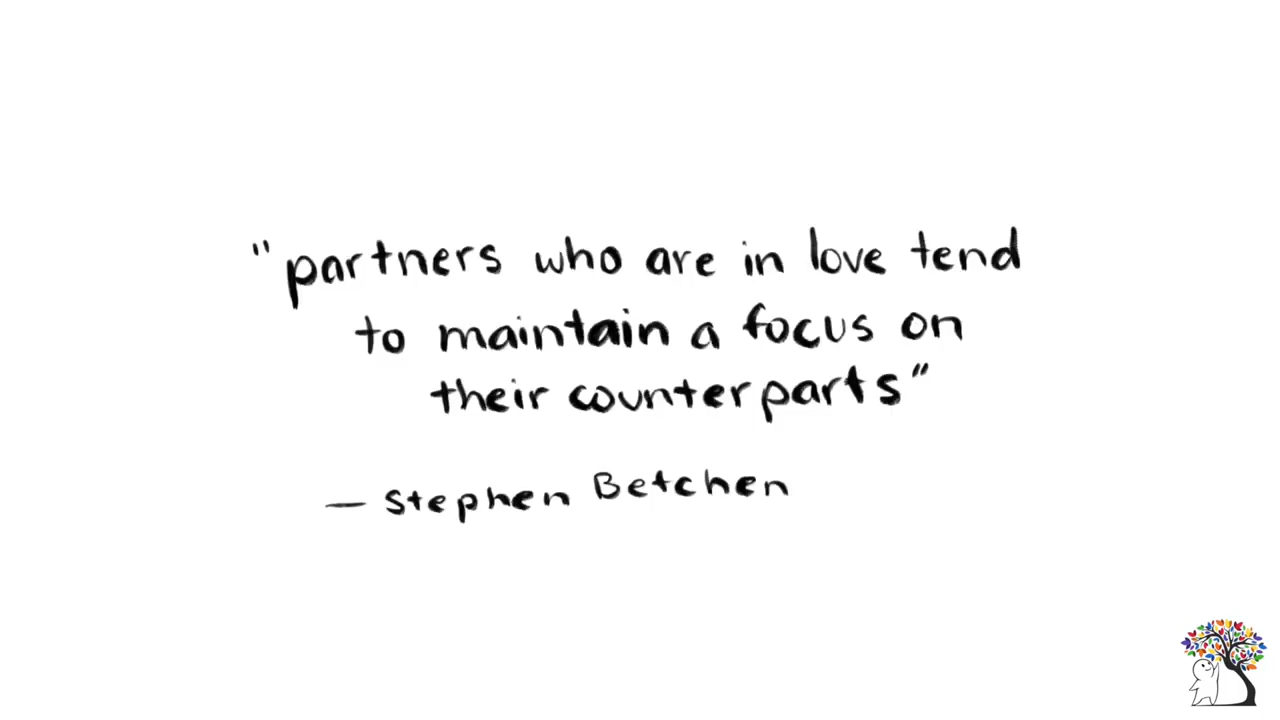 "partners who are in love tend
to maintain a focus on
their counterparts"
— Stephen Betchen